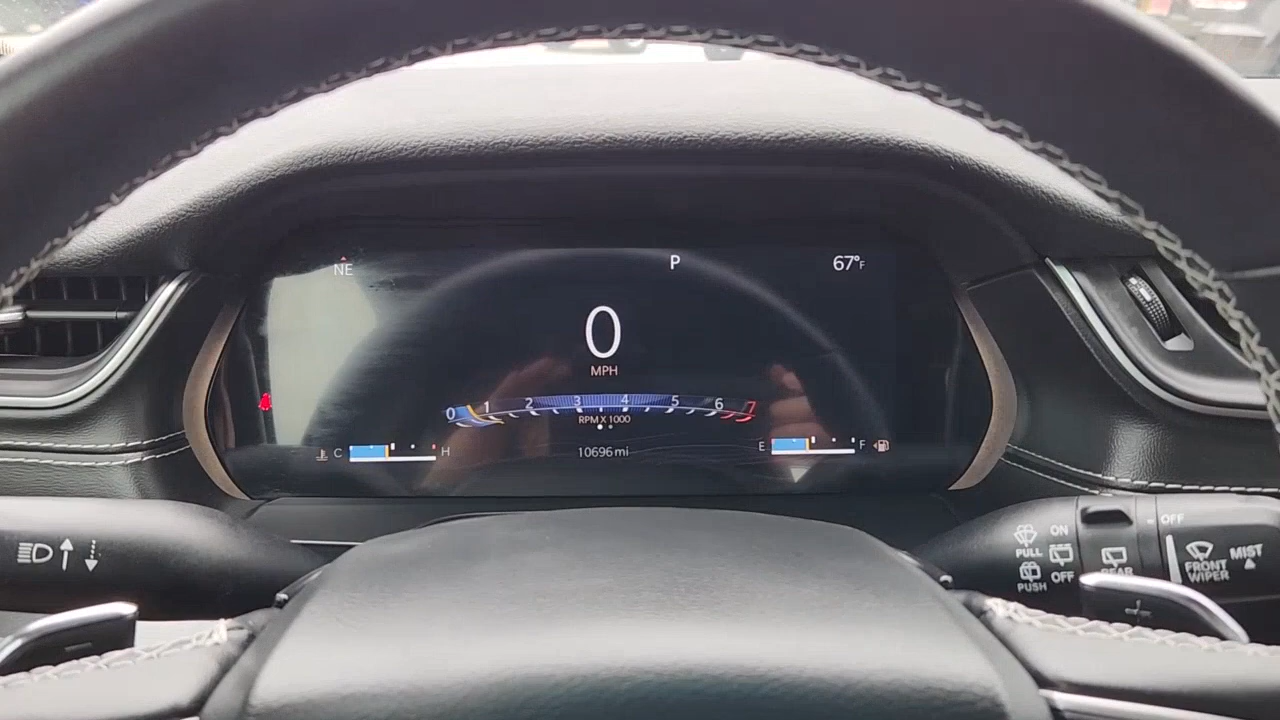 NE
P
67°F
0
MPH
0 1 2 3 4 5 6 7
RPM X 1000
C H
10696 mi
E F
ON
OFF
PULL
OFF
PUSH
REAR
FRONT
WIPER
MIST